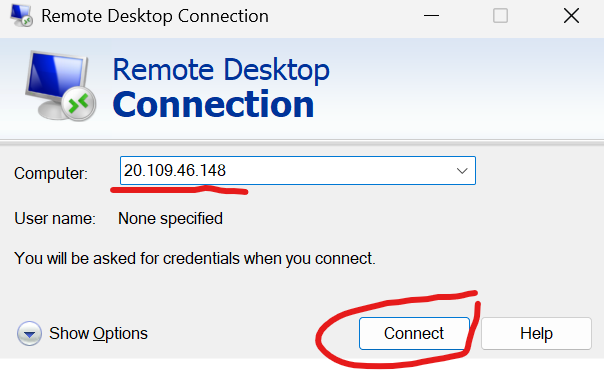 Remote Desktop Connection
Remote Desktop
Connection
Computer: 20.109.46.148
User name: None specified
You will be asked for credentials when you connect.
Show Options Connect Help